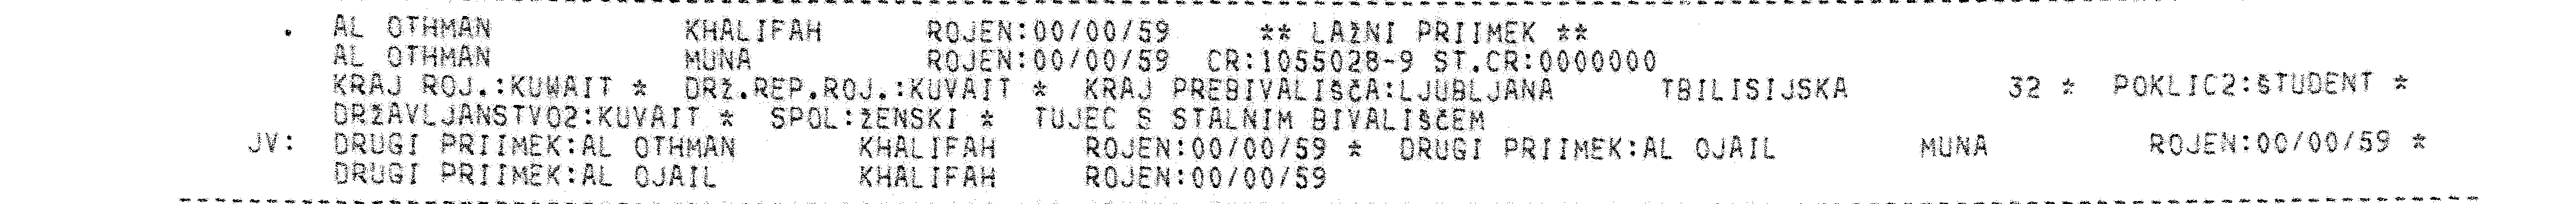 . AL OTHMAN KHALIFAH ROJEN:00/00/59 ** LAŽNI PRIIMEK **
AL OTHMAN MUNA ROJEN:00/00/59 CR:1055028-9 ST.CR:0000000
KRAJ ROJ.:KUWAIT * DRŽ.REP.ROJ.:KUVAIT * KRAJ PREBIVALIŠČA:LJUBLJANA TBILISIJSKA 32 * POKLIC2:ŠTUDENT *
DRŽAVLJANSTVO2:KUVAIT * SPOL:ŽENSKI * TUJEC S STALNIM BIVALIŠČEM
JV: DRUGI PRIIMEK:AL OTHMAN KHALIFAH ROJEN:00/00/59 * DRUGI PRIIMEK:AL OJAIL MUNA ROJEN:00/00/59 *
DRUGI PRIIMEK:AL OJAIL KHALIFAH ROJEN:00/00/59